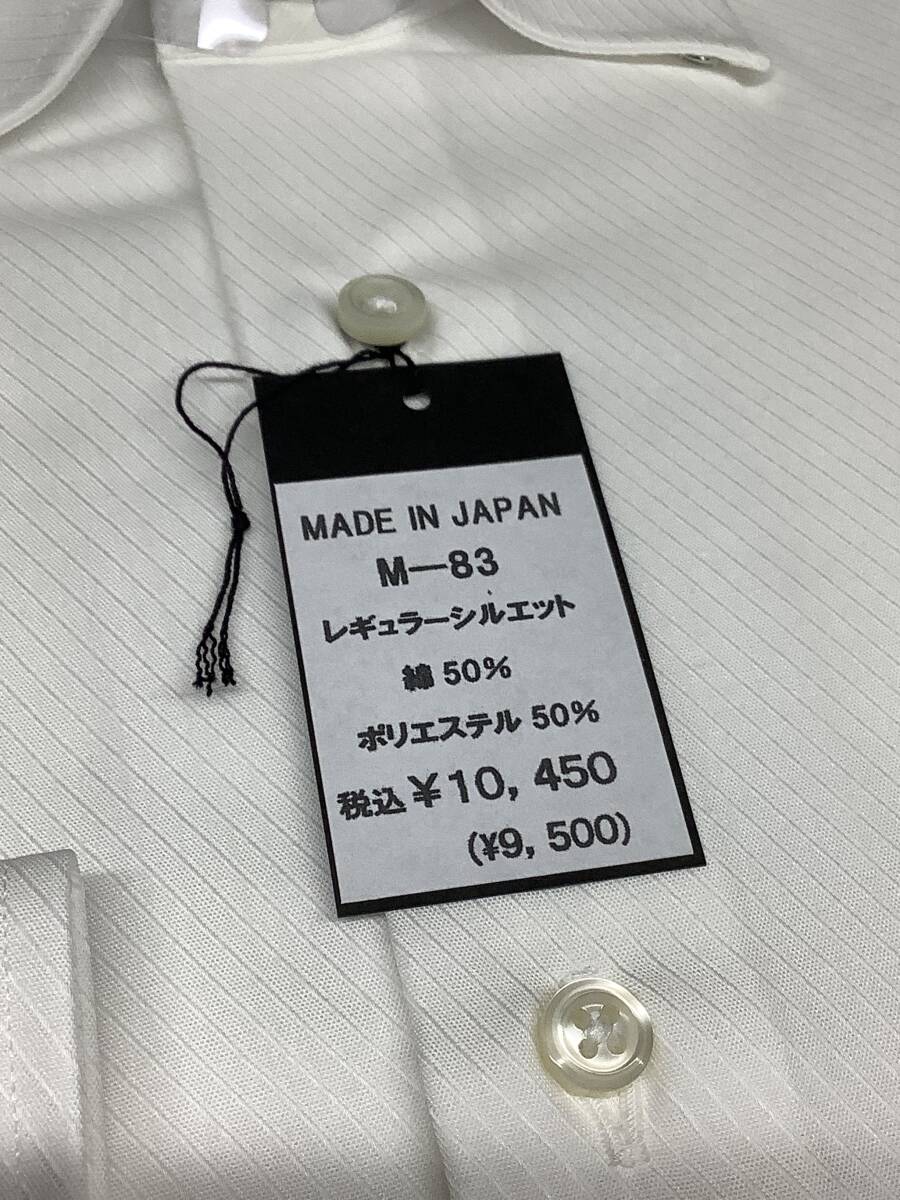 MADE IN JAPAN
M—83
レギュラーシルエット
綿 50%
ポリエステル 50%
税込 ¥10, 450
(¥9, 500)